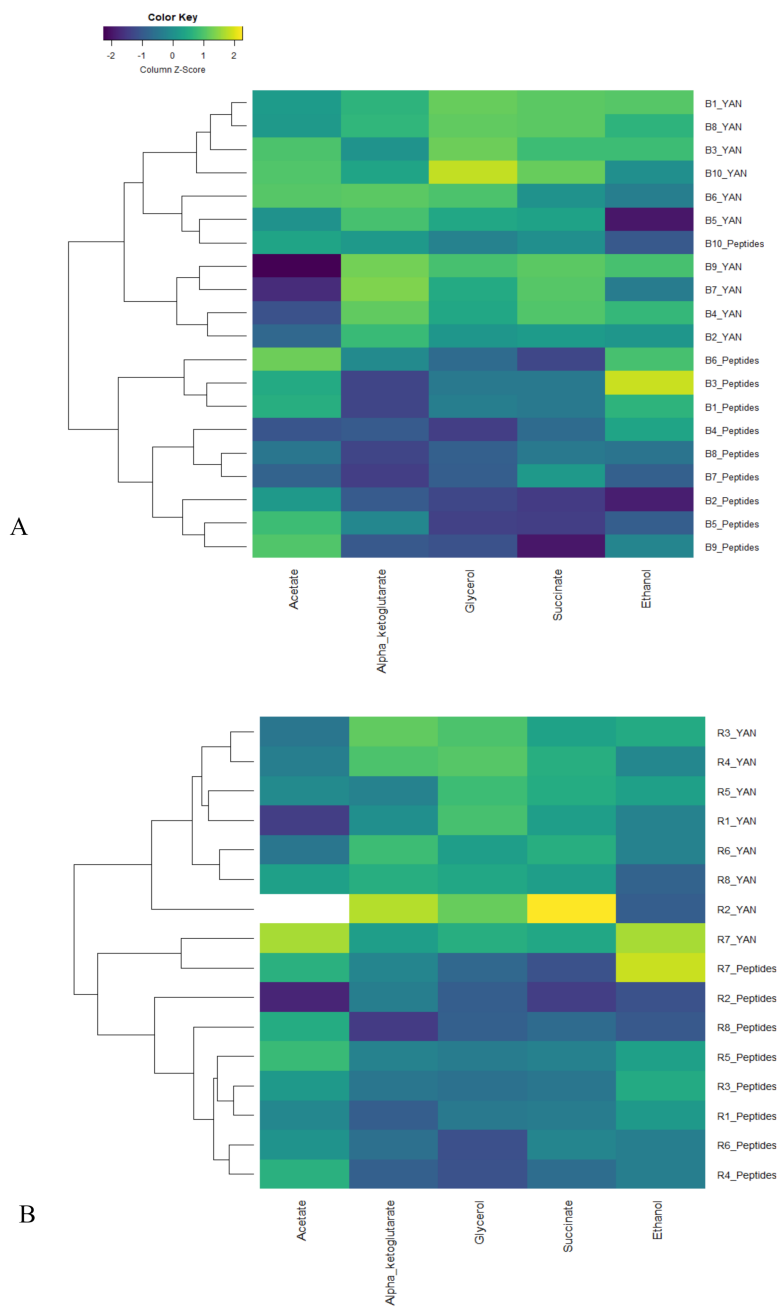 Color Key
-2 -1 0 1 2
Column Z-Score
B1_YAN
B8_YAN
B3_YAN
B10_YAN
B6_YAN
B5_YAN
B10_Peptides
B9_YAN
B7_YAN
B4_YAN
B2_YAN
B6_Peptides
B3_Peptides
B1_Peptides
B4_Peptides
B8_Peptides
B7_Peptides
B2_Peptides
B5_Peptides
B9_Peptides
A
Acetate
Alpha_ketoglutarate
Glycerol
Succinate
Ethanol
R3_YAN
R4_YAN
R5_YAN
R1_YAN
R6_YAN
R8_YAN
R2_YAN
R7_YAN
R7_Peptides
R2_Peptides
R8_Peptides
R5_Peptides
R3_Peptides
R1_Peptides
R6_Peptides
R4_Peptides
B
Acetate
Alpha_ketoglutarate
Glycerol
Succinate
Ethanol